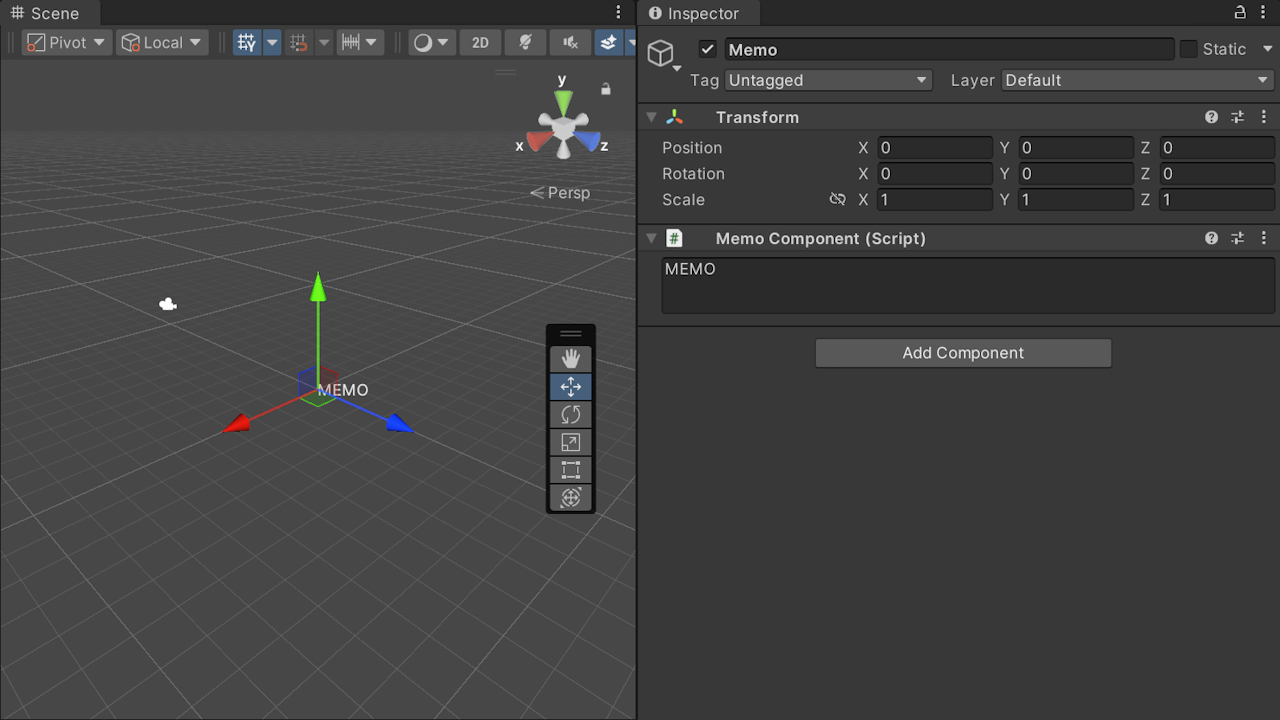 Scene
Pivot Local 2D
y
x z
Persp
MEMO
Inspector
Memo Static
Tag Untagged Layer Default
Transform
Position X 0 Y 0 Z 0
Rotation X 0 Y 0 Z 0
Scale X 1 Y 1 Z 1
# Memo Component (Script)
MEMO
Add Component